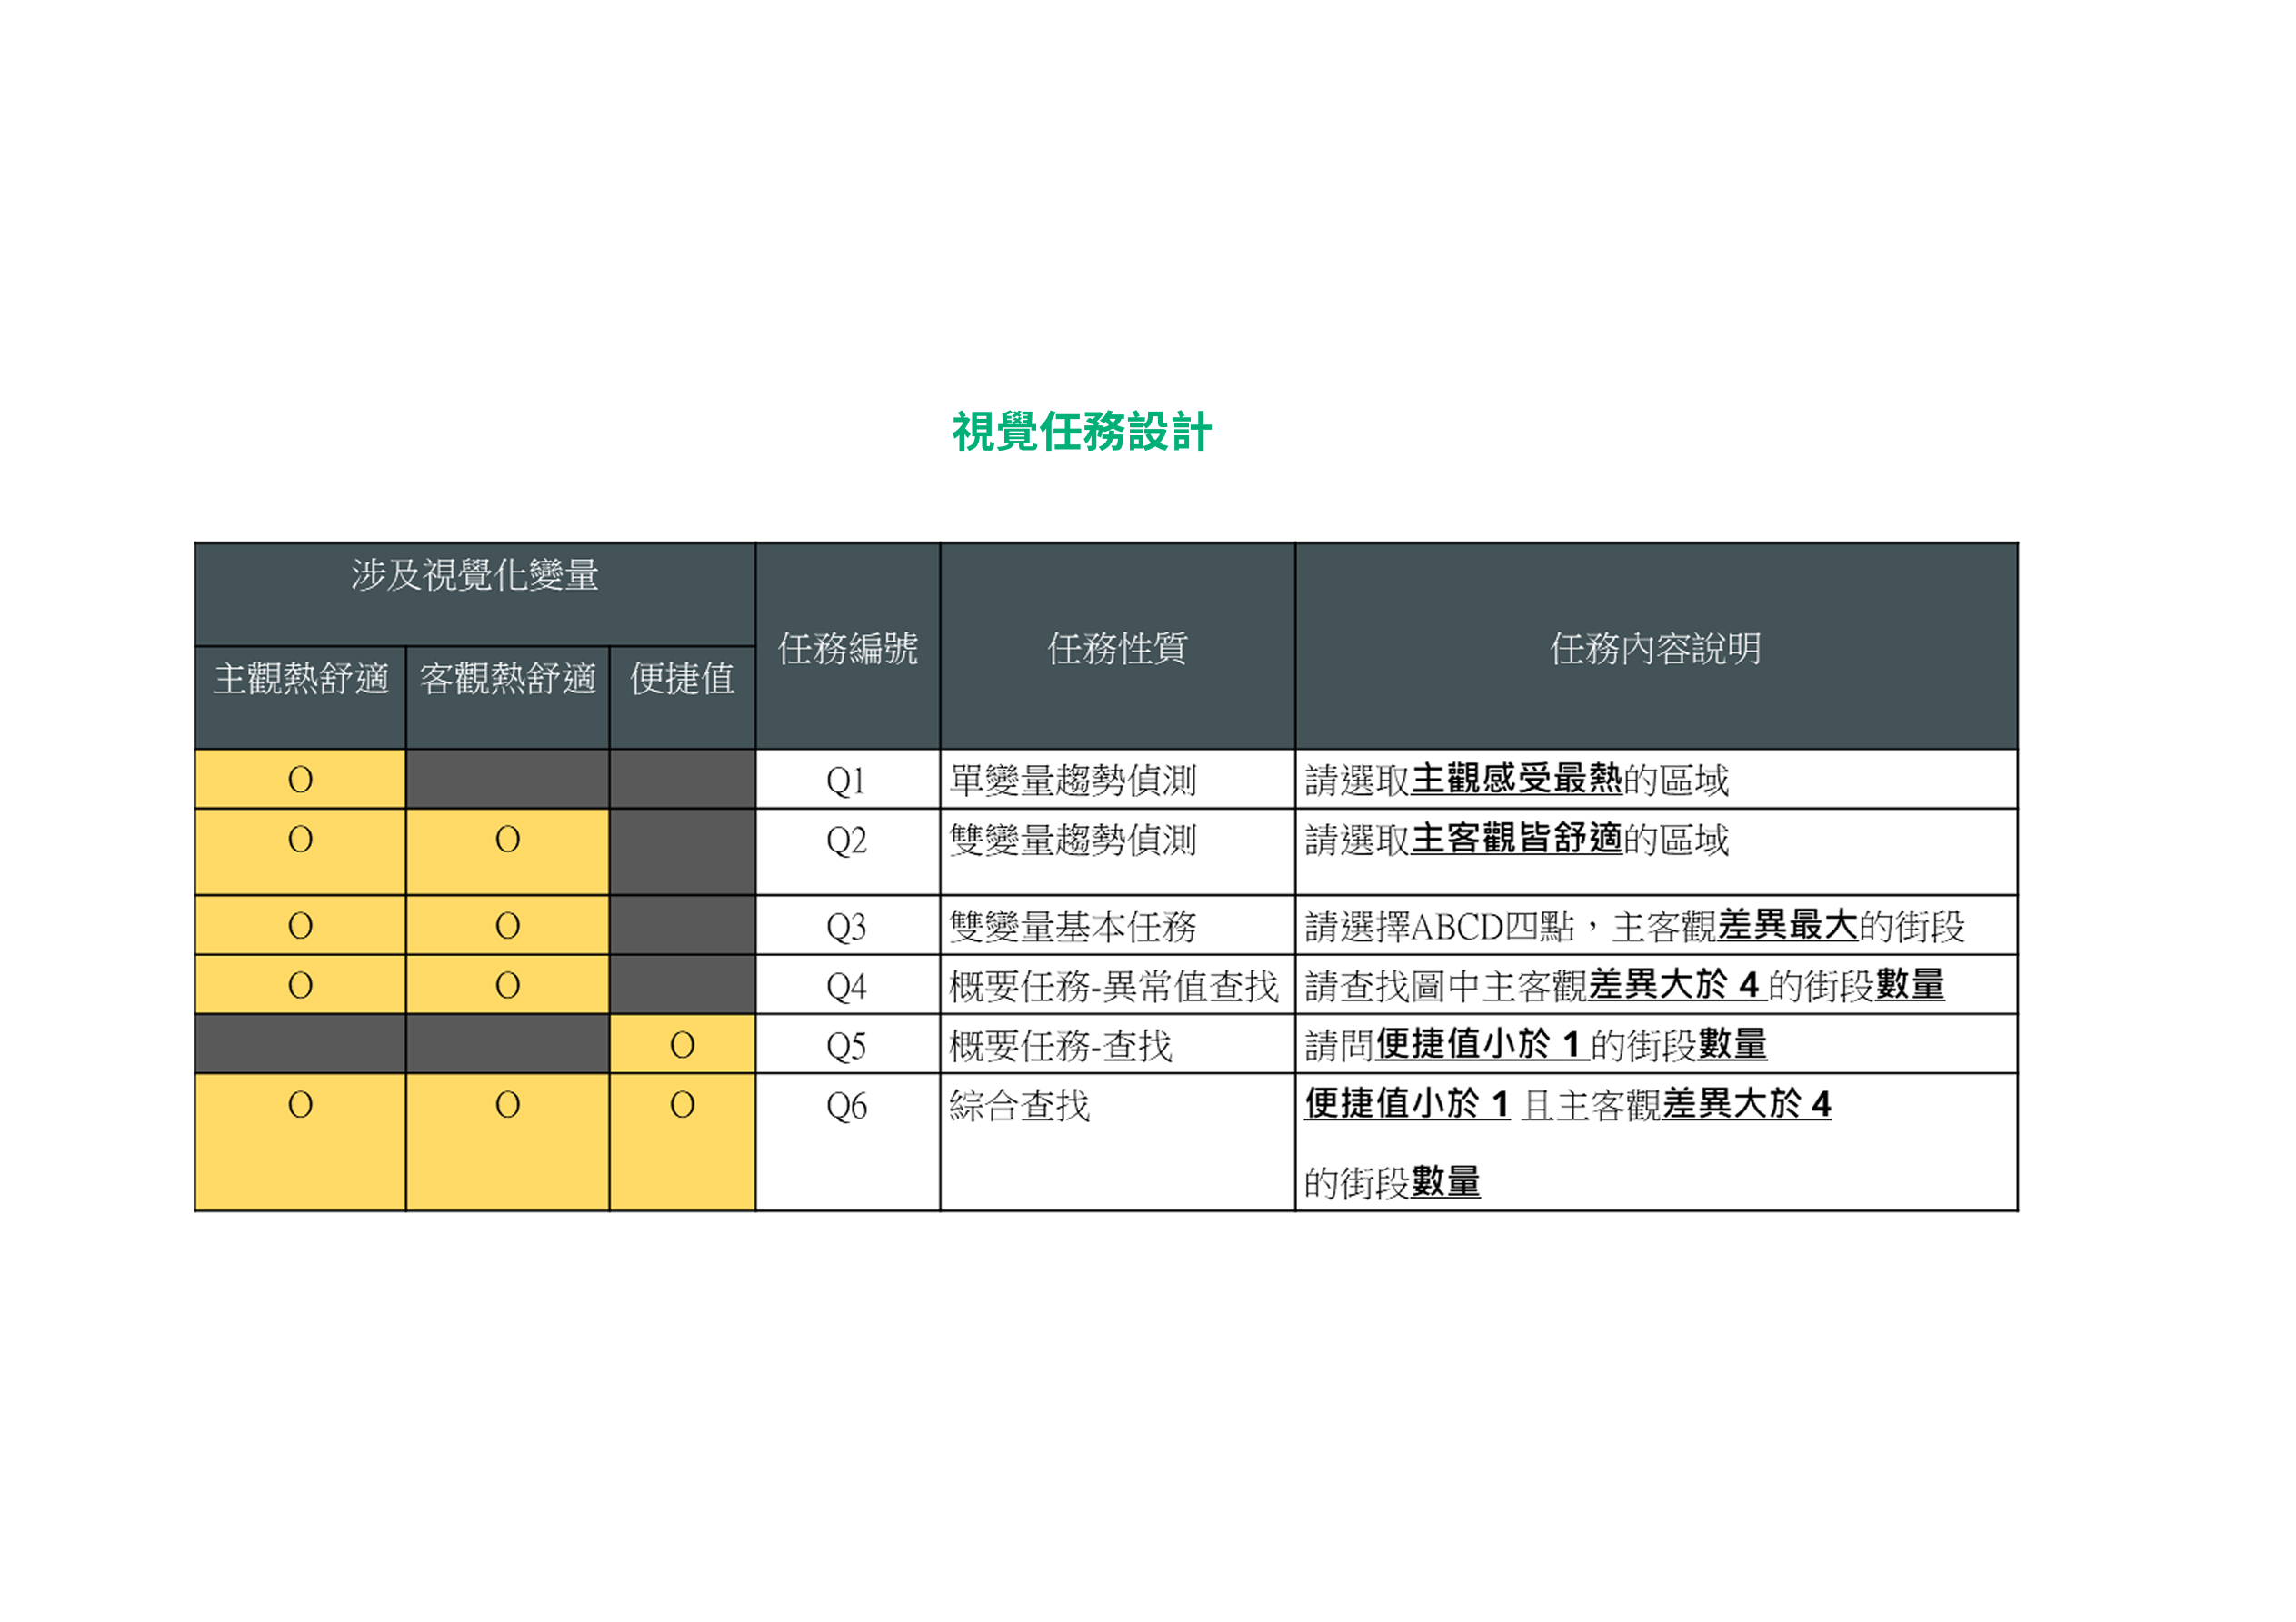 視覺任務設計
涉及視覺化變量
任務編號
任務性質
任務內容說明
主觀熱舒適
客觀熱舒適
便捷值
O
Q1
單變量趨勢偵測
請選取主觀感受最熱的區域
O
O
Q2
雙變量趨勢偵測
請選取主客觀皆舒適的區域
O
O
Q3
雙變量基本任務
請選擇ABCD四點，主客觀差異最大的街段
O
O
Q4
概要任務-異常值查找
請查找圖中主客觀差異大於 4 的街段數量
O
Q5
概要任務-查找
請問便捷值小於 1 的街段數量
O
O
O
Q6
綜合查找
便捷值小於 1 且主客觀差異大於 4
的街段數量